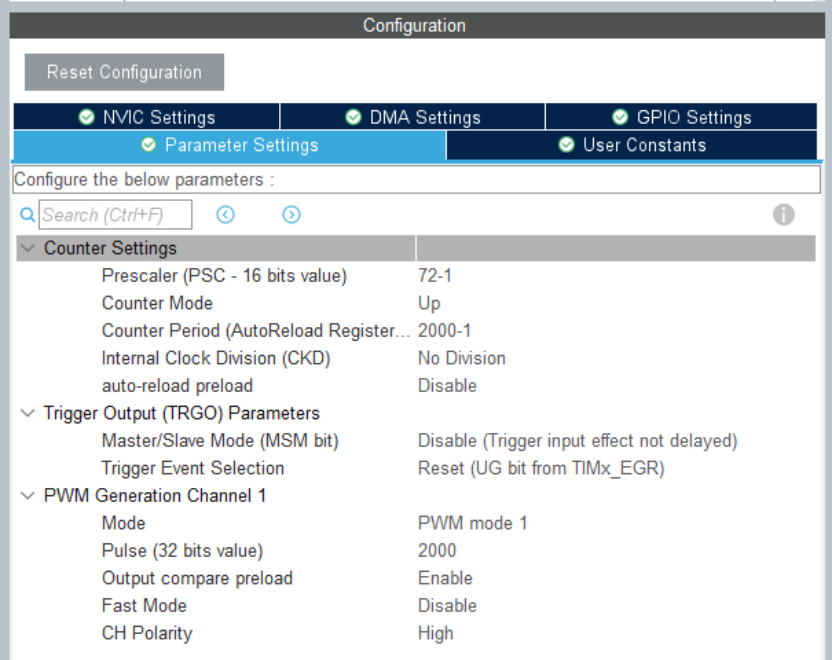 Configuration
Reset Configuration
NVIC Settings DMA Settings GPIO Settings
Parameter Settings User Constants
Configure the below parameters :
Search (Ctrl+F)
Counter Settings
Prescaler (PSC - 16 bits value) 72-1
Counter Mode Up
Counter Period (AutoReload Register... 2000-1
Internal Clock Division (CKD) No Division
auto-reload preload Disable
Trigger Output (TRGO) Parameters
Master/Slave Mode (MSM bit) Disable (Trigger input effect not delayed)
Trigger Event Selection Reset (UG bit from TIMx_EGR)
PWM Generation Channel 1
Mode PWM mode 1
Pulse (32 bits value) 2000
Output compare preload Enable
Fast Mode Disable
CH Polarity High